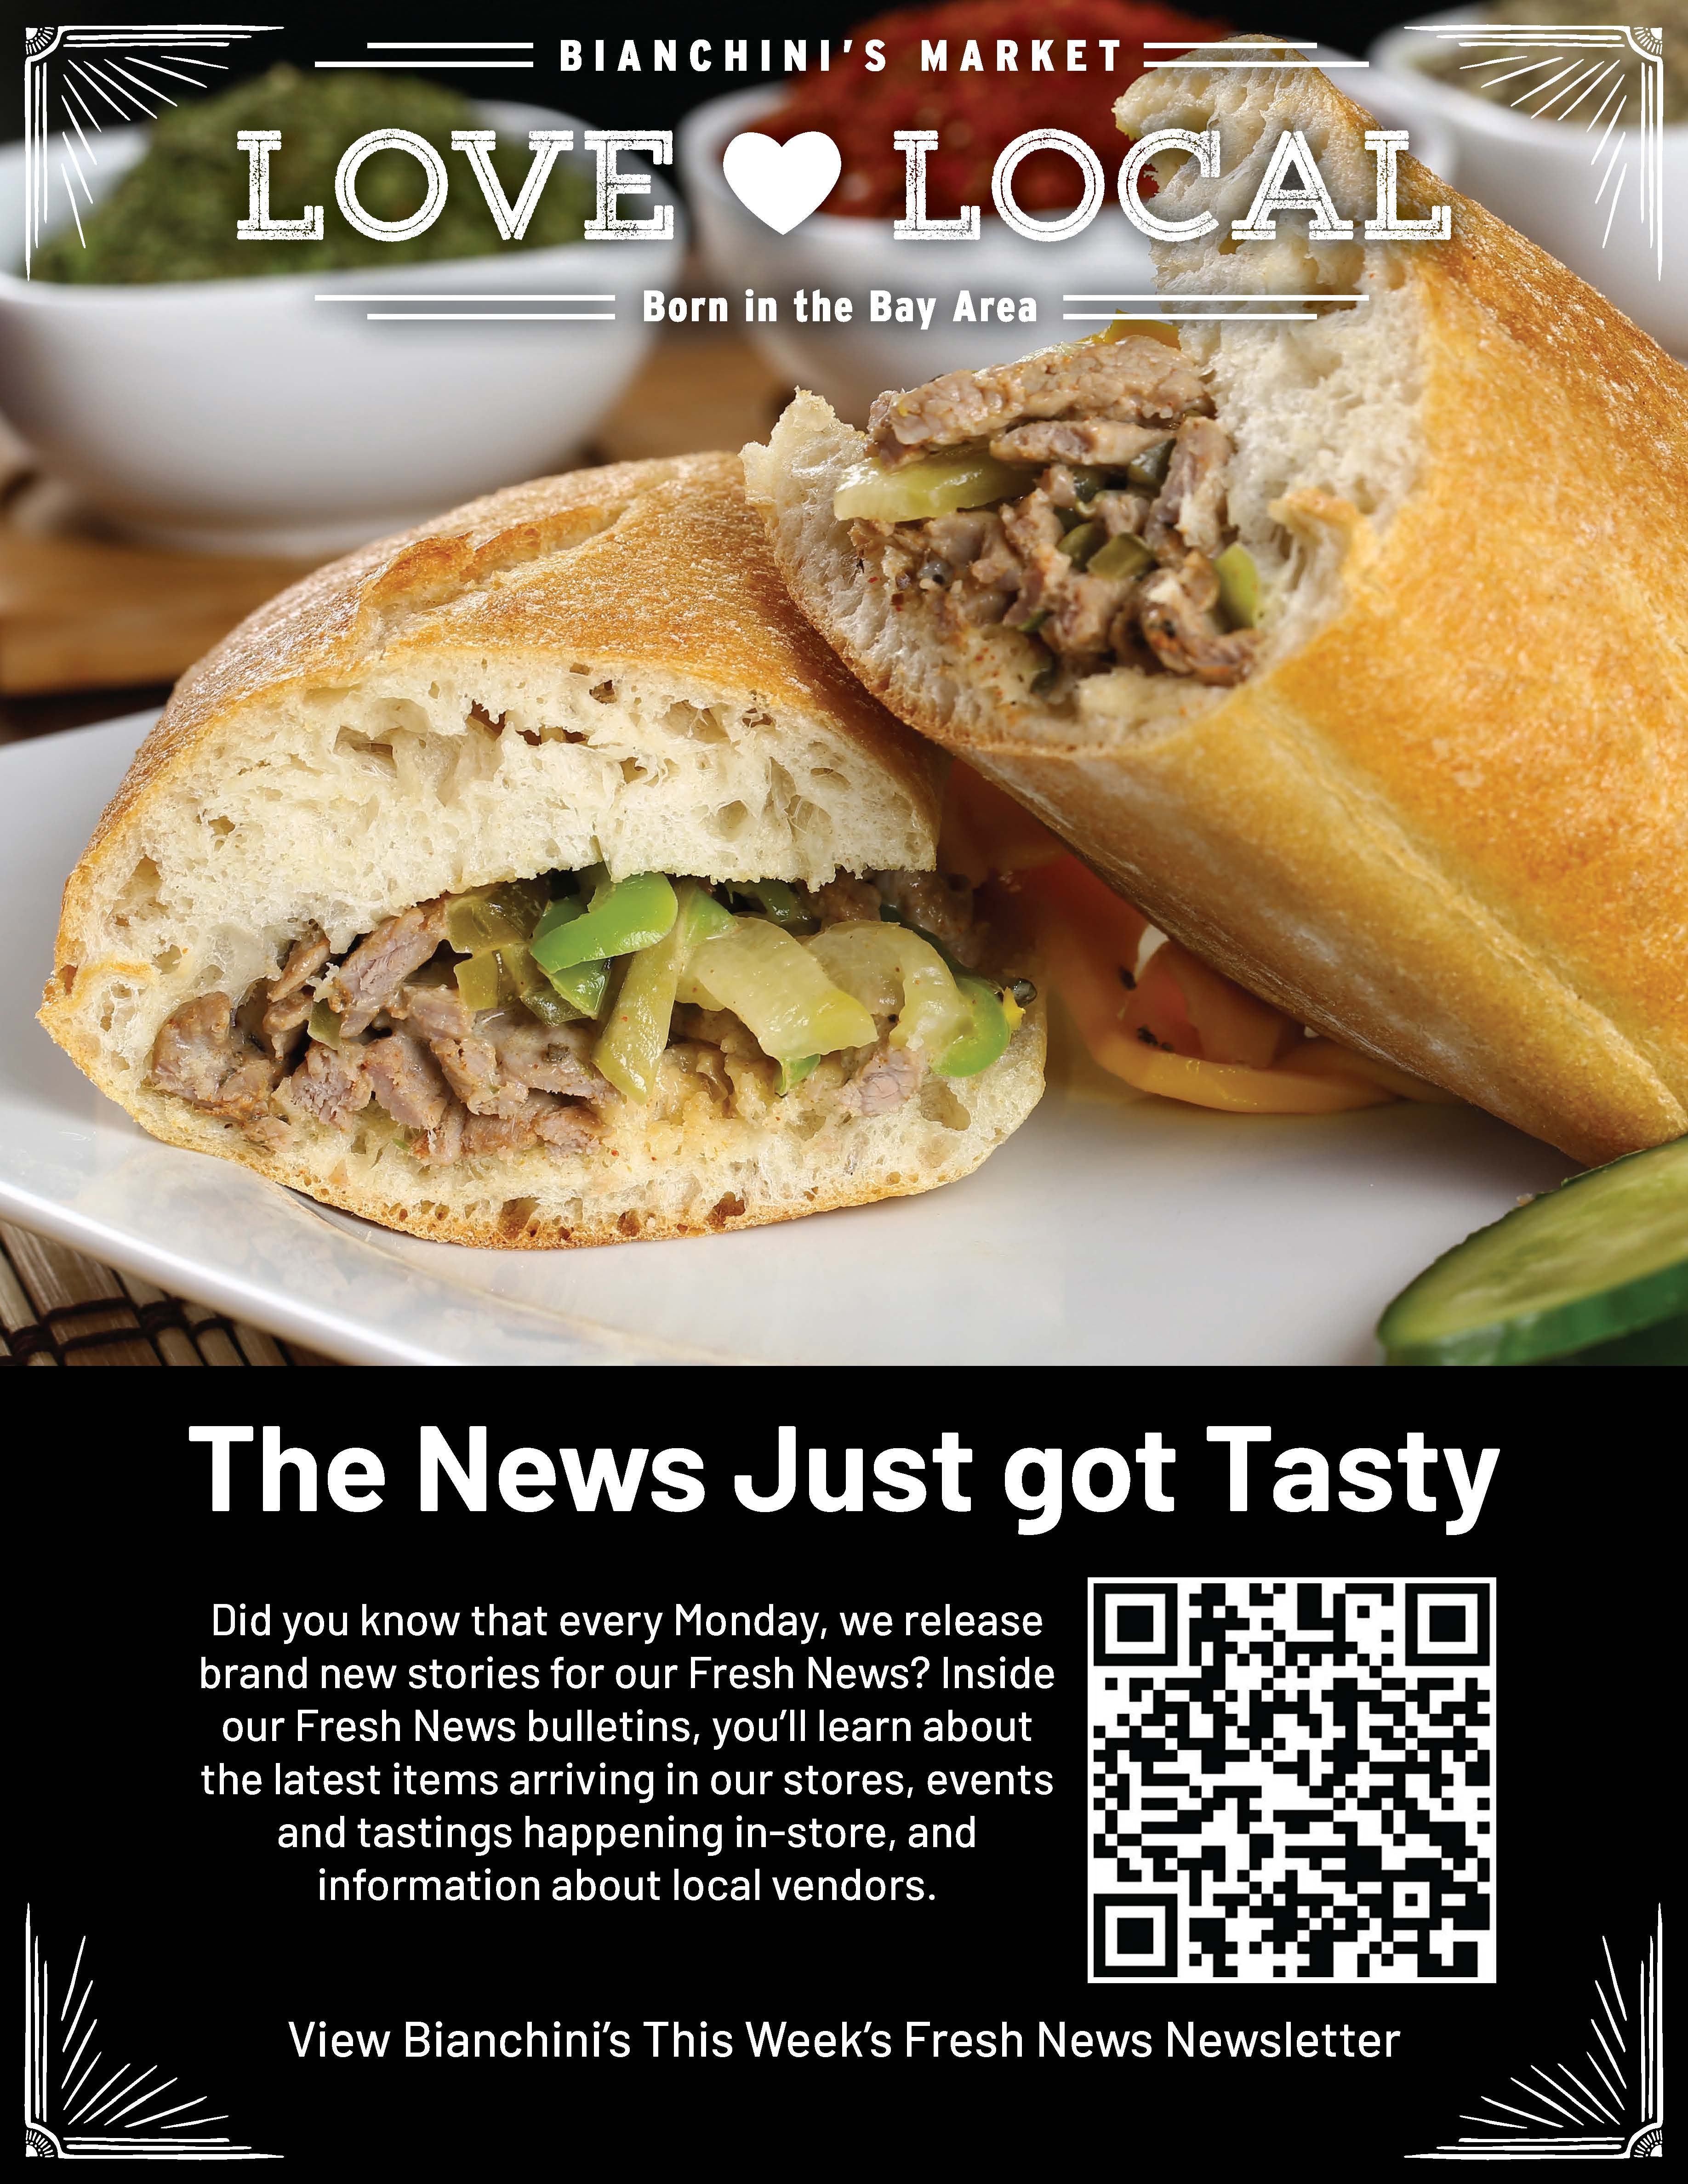 BIANCHINI'S MARKET
LOVE LOCAL
Born in the Bay Area
The News Just got Tasty
Did you know that every Monday, we release
brand new stories for our Fresh News? Inside
our Fresh News bulletins, you'll learn about
the latest items arriving in our stores, events
and tastings happening in-store, and
information about local vendors.
View Bianchini's This Week's Fresh News Newsletter